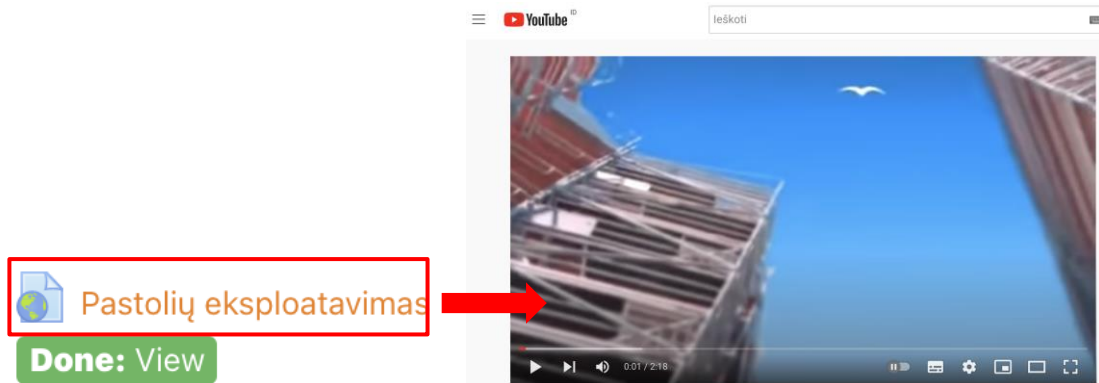 YouTube ID
Ieškoti
Pastolių eksploatavimas
Done: View
0:01 / 2:18